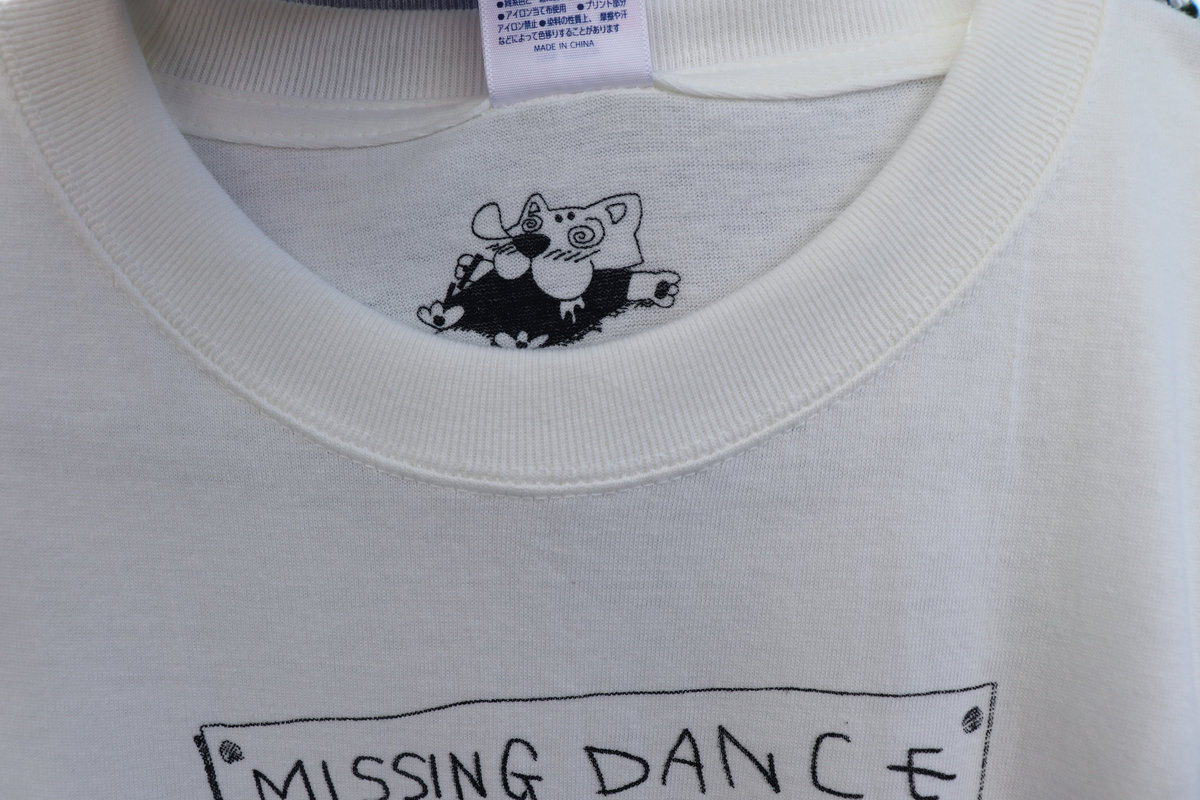 ●アイロン当て布使用 ●プリント部分
アイロン禁止●染料の性質上、摩擦や汗
などによって色移りすることがあります
MADE IN CHINA
MISSING DANCE